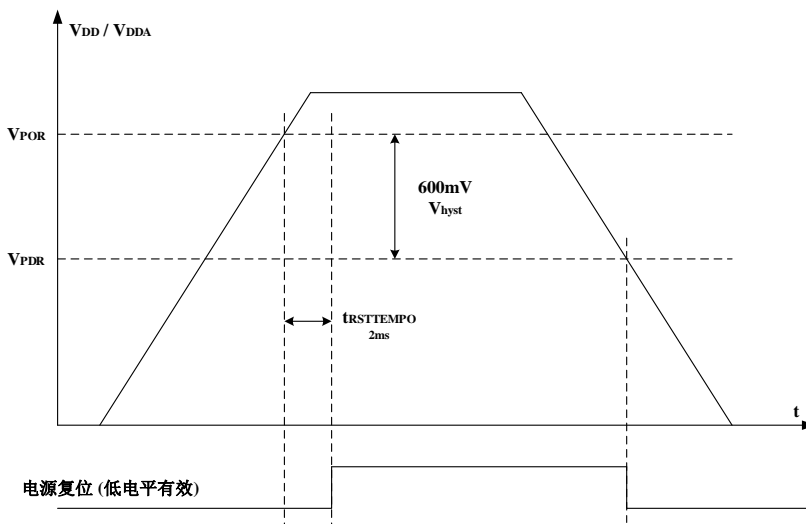 VDD / VDDA
VPOR
600mV
Vhyst
VPDR
tRSTTEMPO
2ms
t
电源复位 (低电平有效)